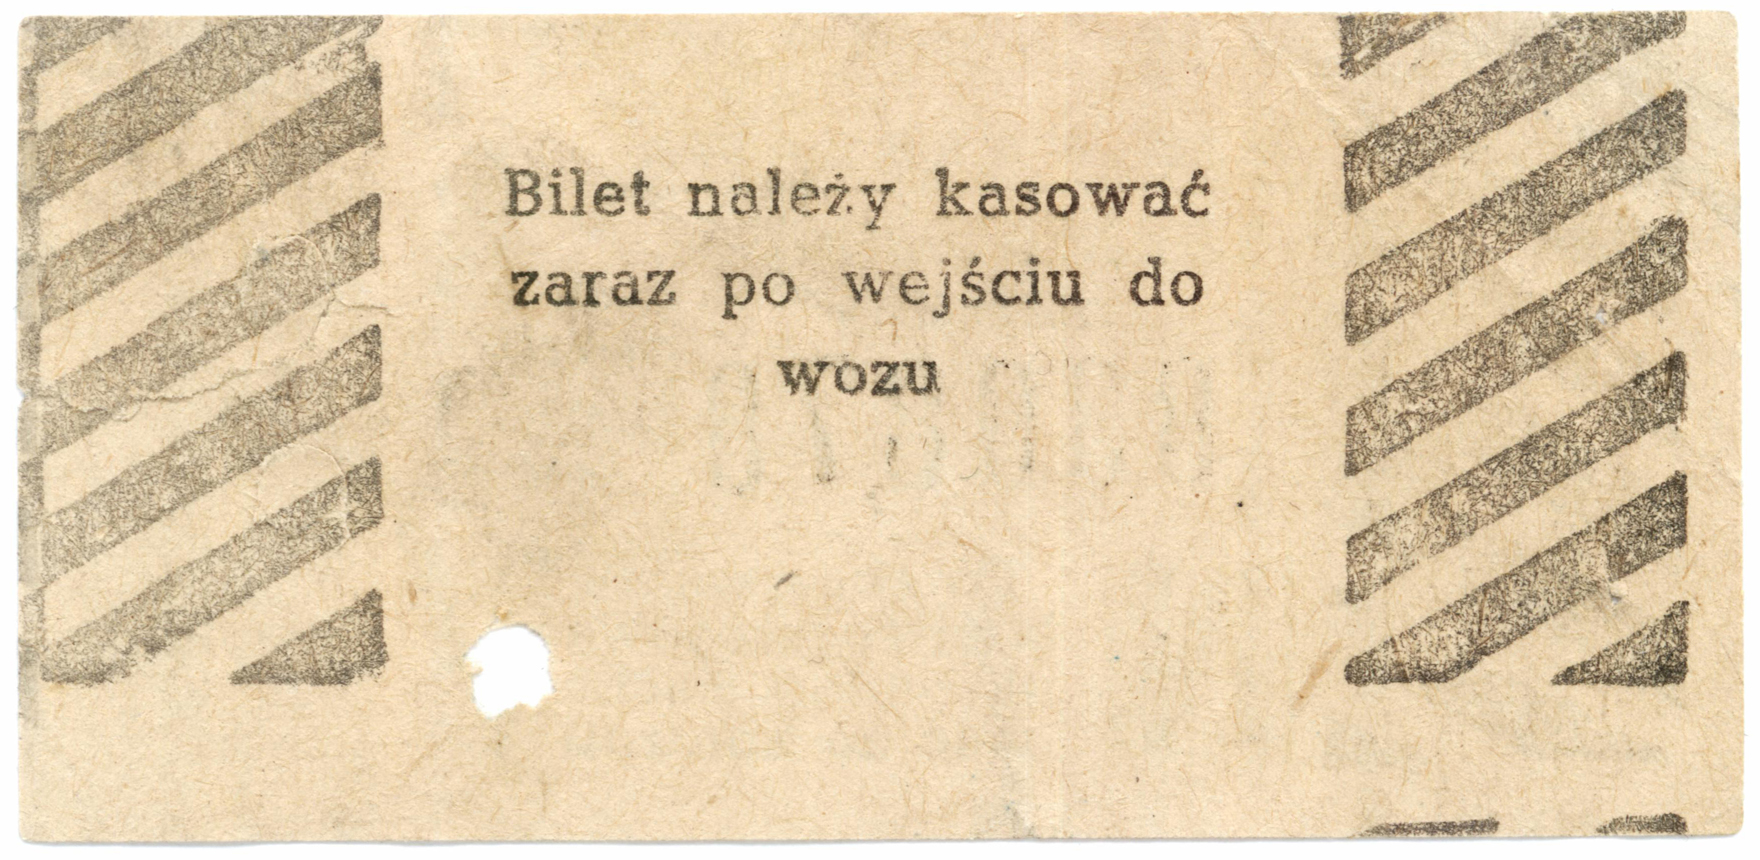 Bilet należy kasować
zaraz po wejściu do
wozu